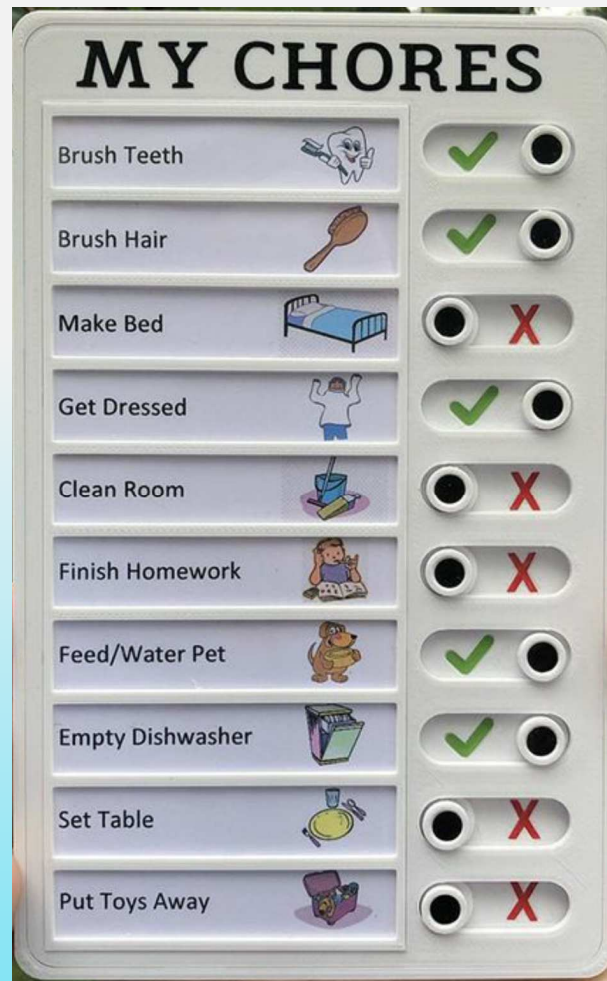 MY CHORES
Brush Teeth
Brush Hair
Make Bed
X
Get Dressed
Clean Room
X
Finish Homework
X
Feed/Water Pet
Empty Dishwasher
Set Table
X
Put Toys Away
X